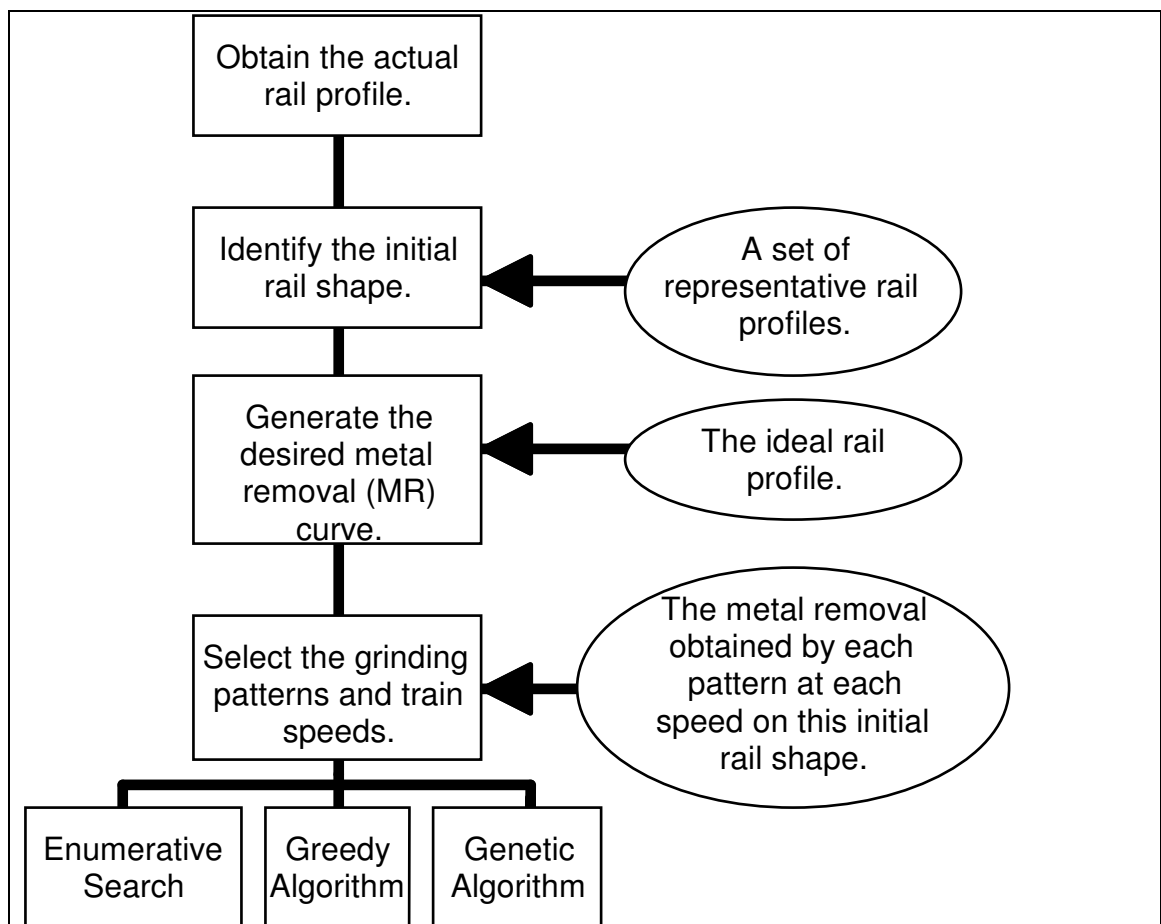 Obtain the actual
rail profile.
Identify the initial
rail shape.
A set of
representative rail
profiles.
Generate the
desired metal
removal (MR)
curve.
The ideal rail
profile.
Select the grinding
patterns and train
speeds.
The metal removal
obtained by each
pattern at each
speed on this initial
rail shape.
Enumerative
Search
Greedy
Algorithm
Genetic
Algorithm